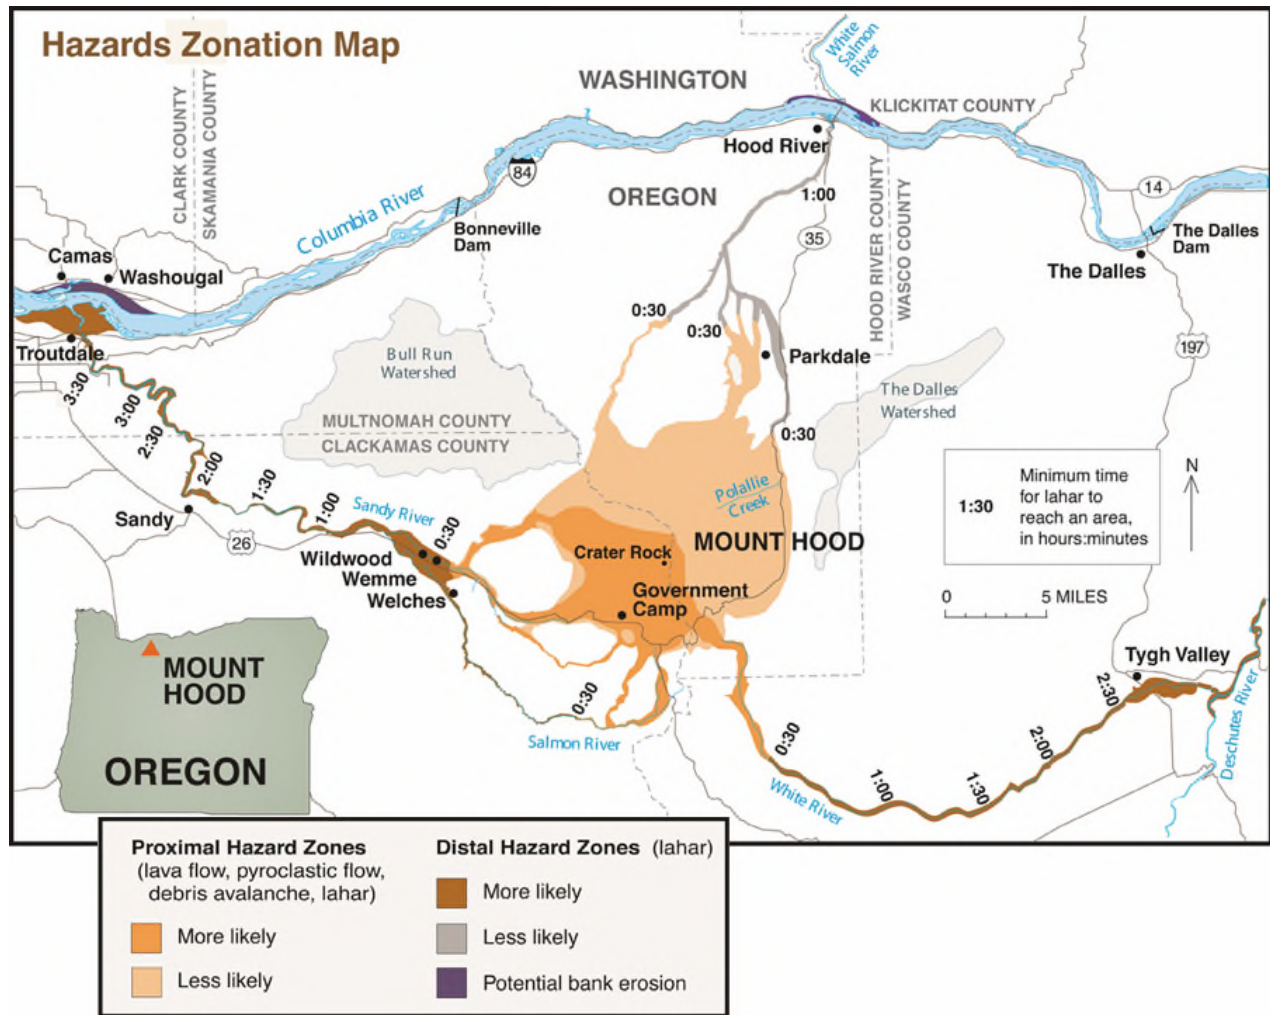 Hazards Zonation Map
CLARK COUNTY
SKAMANIA COUNTY
WASHINGTON
White
Salmon
River
KLICKITAT COUNTY
Hood River
84
OREGON
1:00
14
Columbia River
Bonneville
Dam
35
HOOD RIVER COUNTY
WASCO COUNTY
The Dalles
Dam
The Dalles
Camas
Washougal
0:30
0:30
Troutdale
Bull Run
Watershed
Parkdale
197
3:30
3:00
2:30
The Dalles
Watershed
MULTNOMAH COUNTY
CLACKAMAS COUNTY
0:30
2:00
1:30
1:00
Sandy River
0:30
Polallie
Creek
1:30
Minimum time
for lahar to
reach an area,
in hours:minutes
N
Sandy
26
Wildwood
Wemme
Welches
Crater Rock
MOUNT HOOD
Government
Camp
0
5 MILES
MOUNT
HOOD
OREGON
0:30
Salmon River
0:30
White River
1:00
1:30
2:00
2:30
Tygh Valley
Deschutes River
Proximal Hazard Zones
(lava flow, pyroclastic flow,
debris avalanche, lahar)
More likely
Less likely
Distal Hazard Zones (lahar)
More likely
Less likely
Potential bank erosion